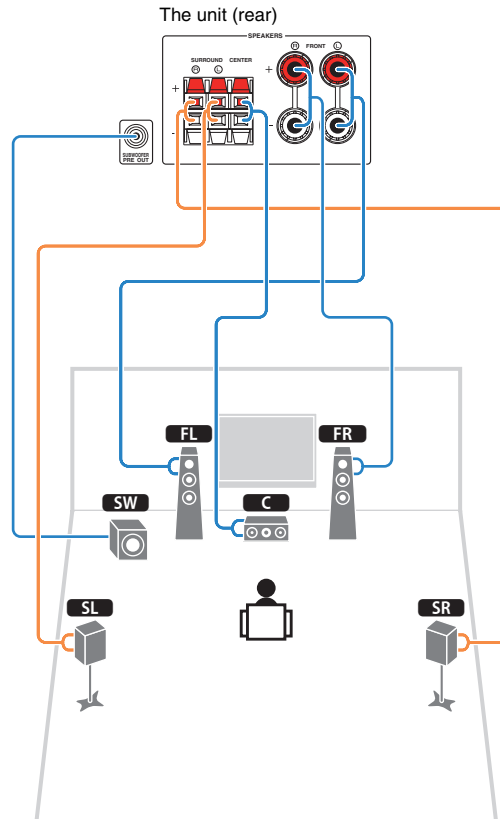 The unit (rear)
SPEAKERS
SURROUND CENTER
R L
R FRONT L
+ +
- -
SUBWOOFER
PRE OUT
FL FR
SW C
SL SR